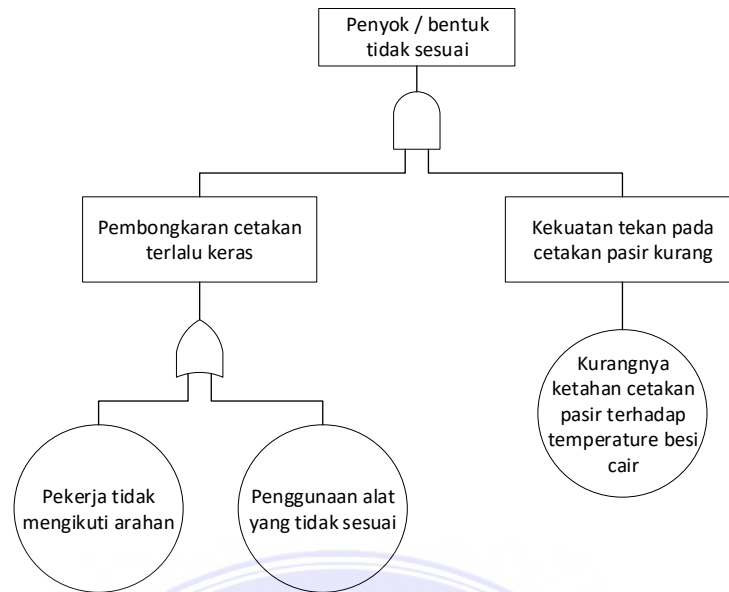 Penyok / bentuk
tidak sesuai
Pembongkaran cetakan
terlalu keras
Kekuatan tekan pada
cetakan pasir kurang
Kurangnya
ketahan cetakan
pasir terhadap
temperature besi
cair
Pekerja tidak
mengikuti arahan
Penggunaan alat
yang tidak sesuai